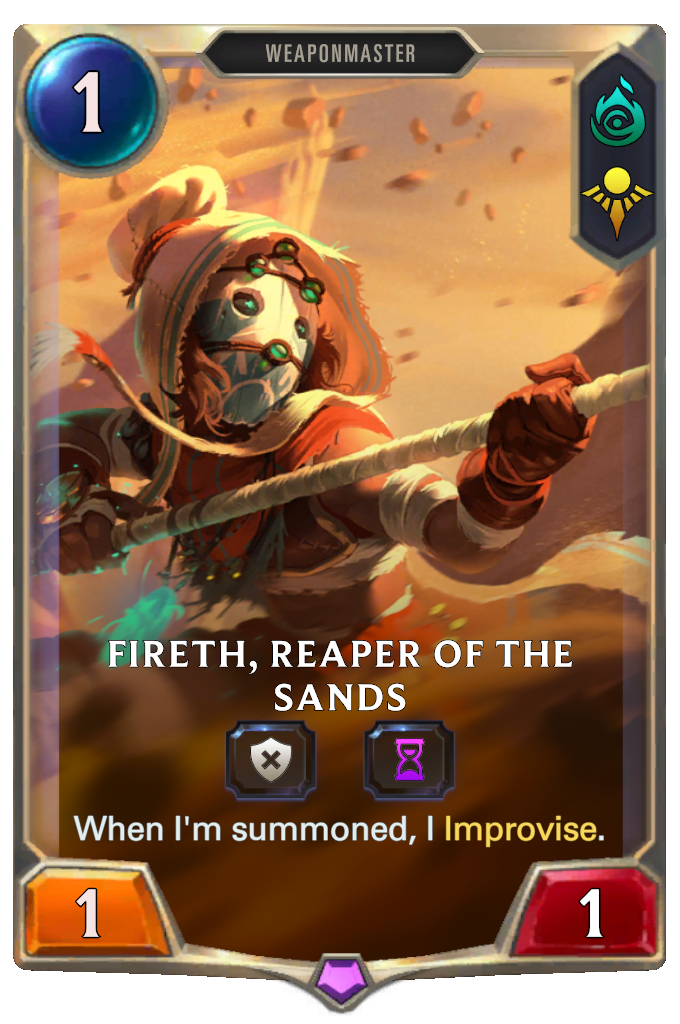 WEAPONMASTER
1
FIRETH, REAPER OF THE
SANDS
When I'm summoned, I Improvise.
1
1